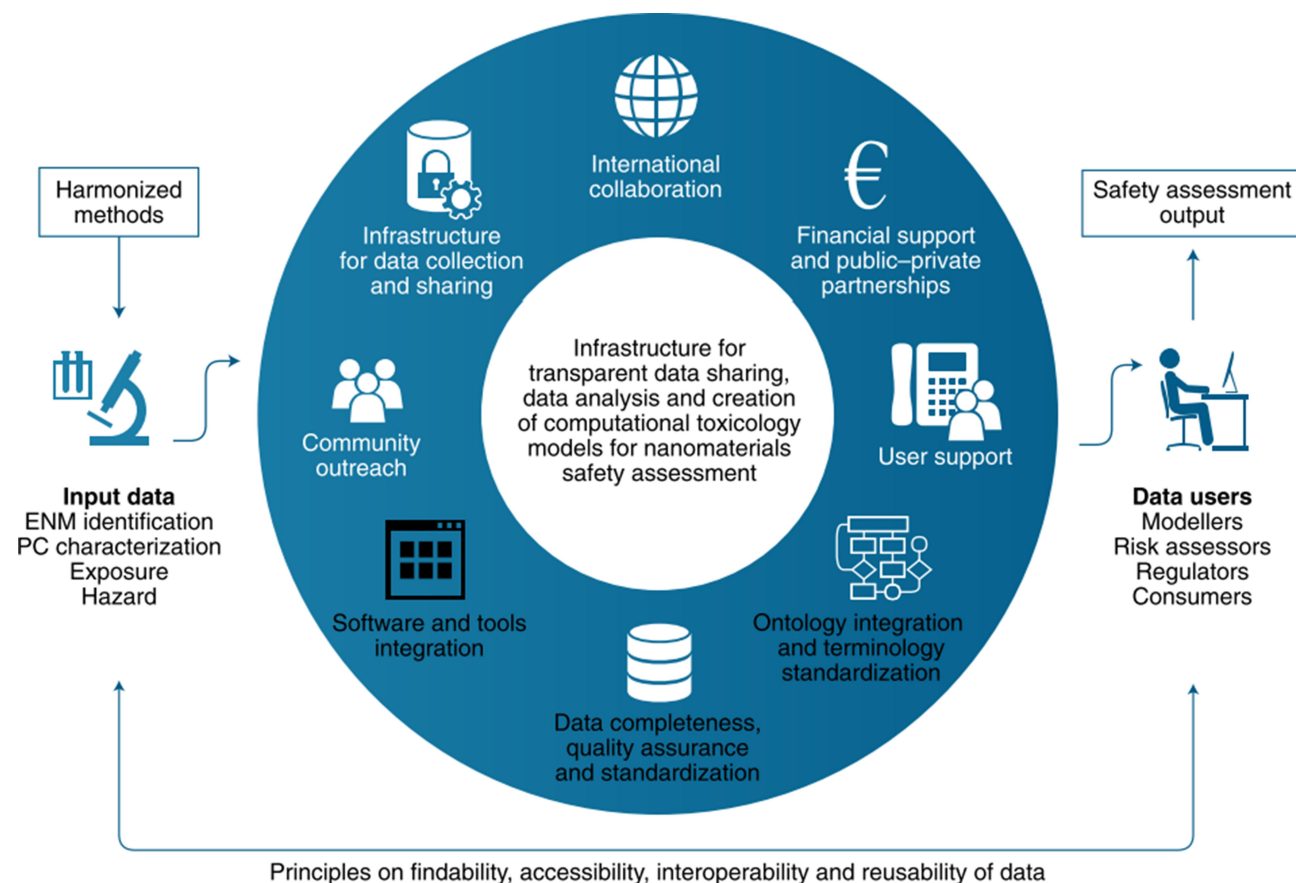 Harmonized
methods
Input data
ENM identification
PC characterization
Exposure
Hazard
International
collaboration
€
Financial support
and public–private
partnerships
User support
Ontology integration
and terminology
standardization
Data completeness,
quality assurance
and standardization
Software and tools
integration
Community
outreach
Infrastructure
for data collection
and sharing
Infrastructure for
transparent data sharing,
data analysis and creation
of computational toxicology
models for nanomaterials
safety assessment
Safety assessment
output
Data users
Modellers
Risk assessors
Regulators
Consumers
Principles on findability, accessibility, interoperability and reusability of data